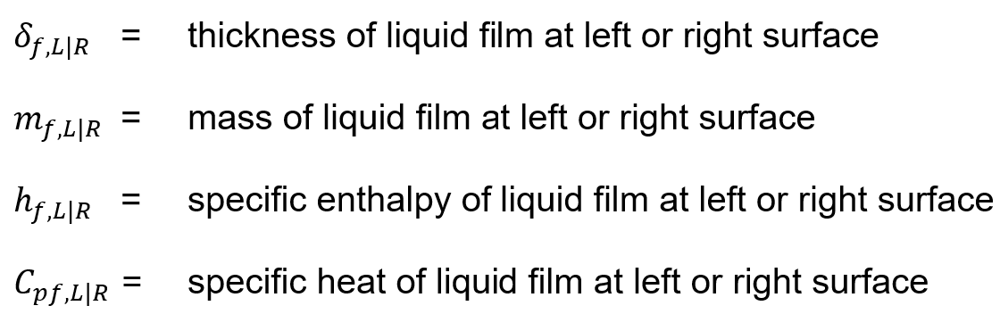 δ_{f,L|R} = thickness of liquid film at left or right surface
m_{f,L|R} = mass of liquid film at left or right surface
h_{f,L|R} = specific enthalpy of liquid film at left or right surface
C_{pf,L|R} = specific heat of liquid film at left or right surface